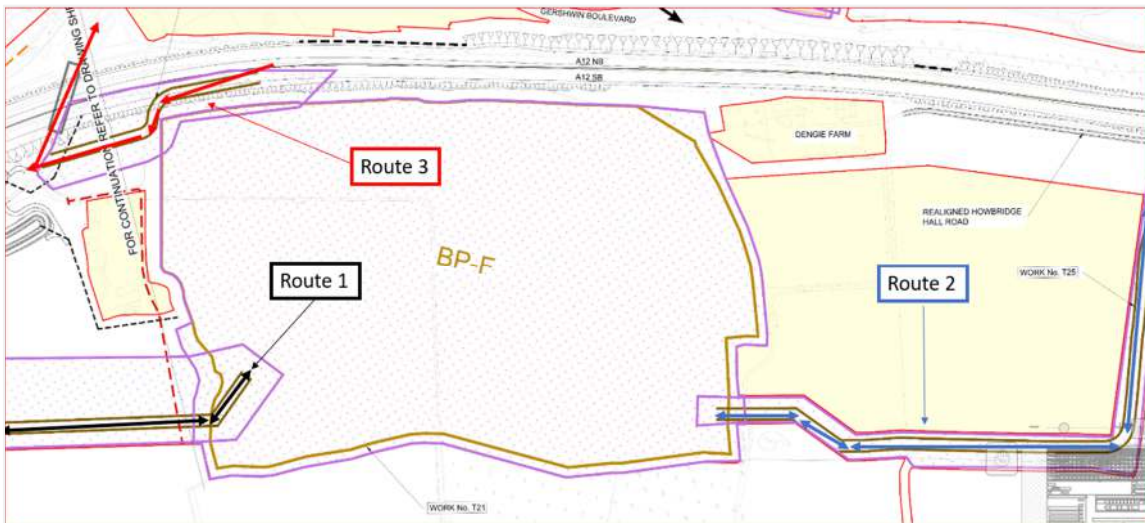 GERSHWIN BOULEVARD
A12 NB
A12 SB
FOR CONTINUATION REFER TO DRAWING SHE
DENGIE FARM
Route 3
REALIGNED HOWBRIDGE
HALL ROAD
BP-F
WORK No. T25
Route 1
Route 2
WORK No. T21